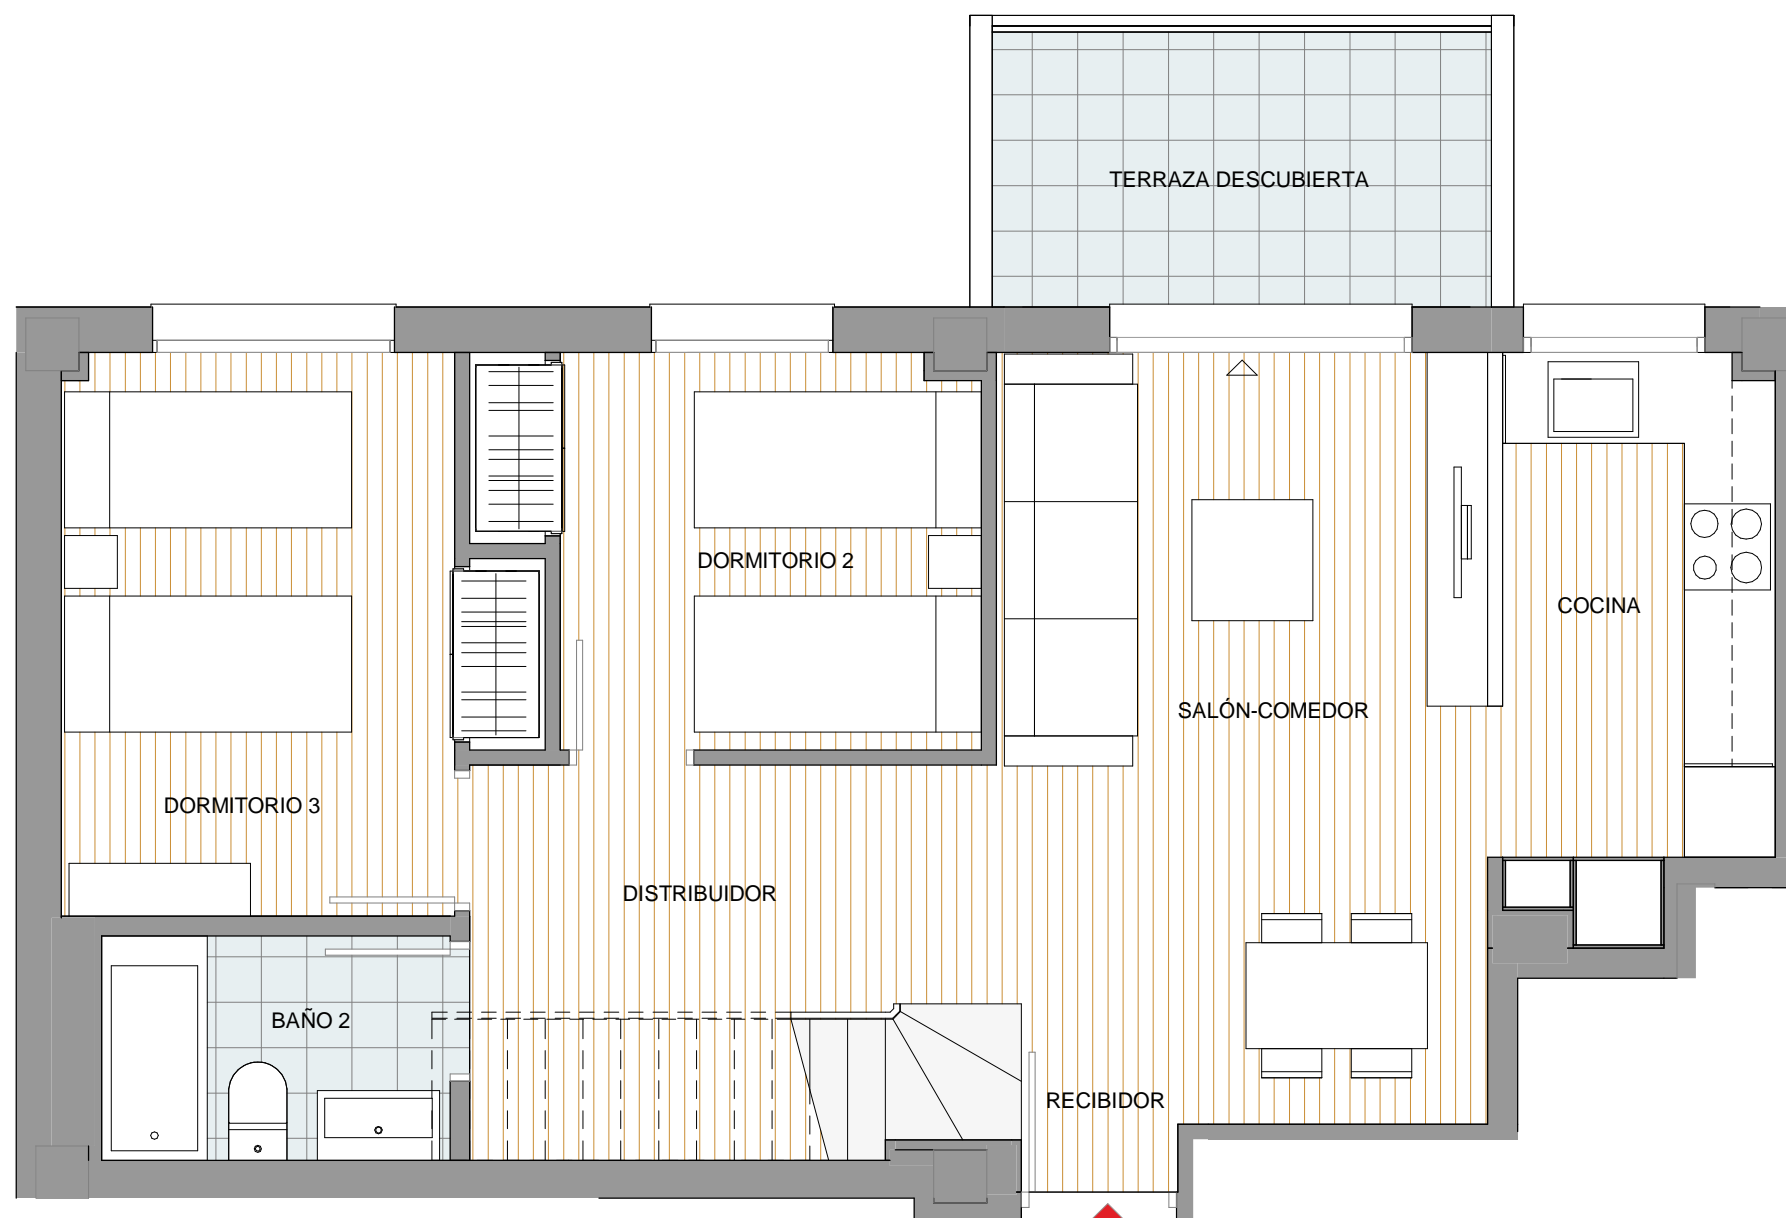 TERRAZA DESCUBIERTA
DORMITORIO 2
COCINA
SALÓN-COMEDOR
DORMITORIO 3
DISTRIBUIDOR
BAÑO 2
RECIBIDOR